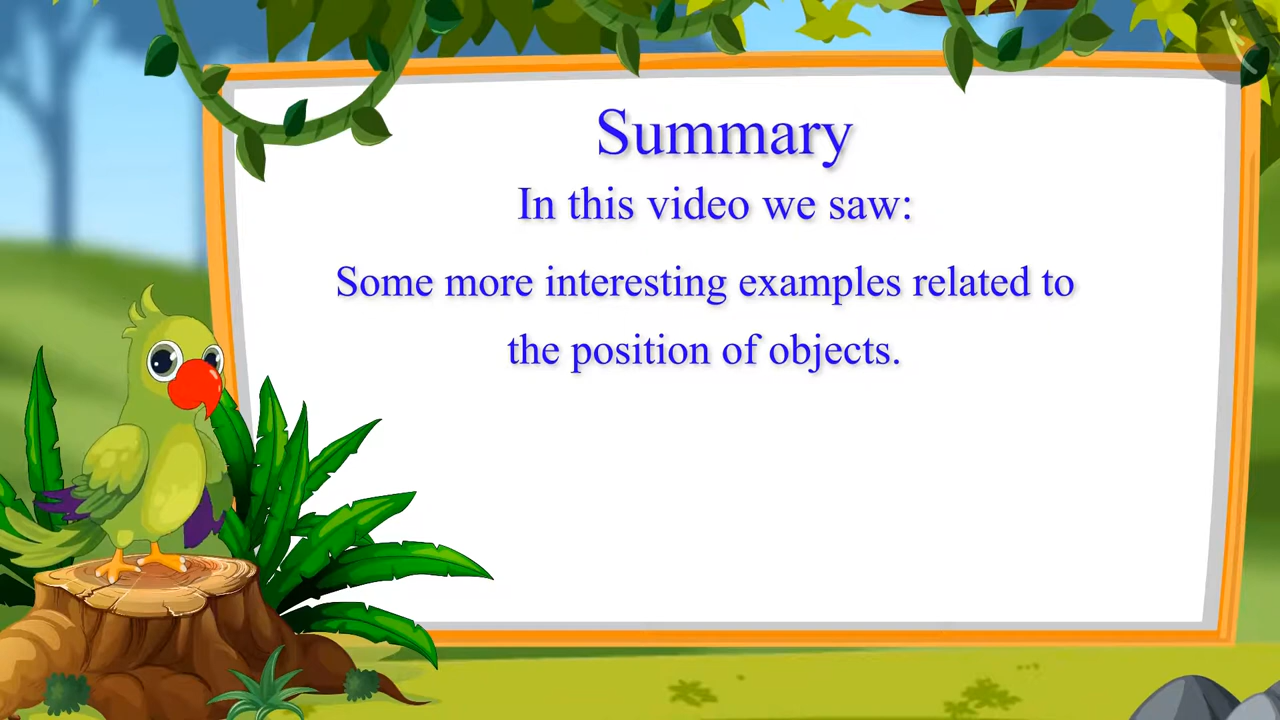 Summary
In this video we saw:
Some more interesting examples related to
the position of objects.